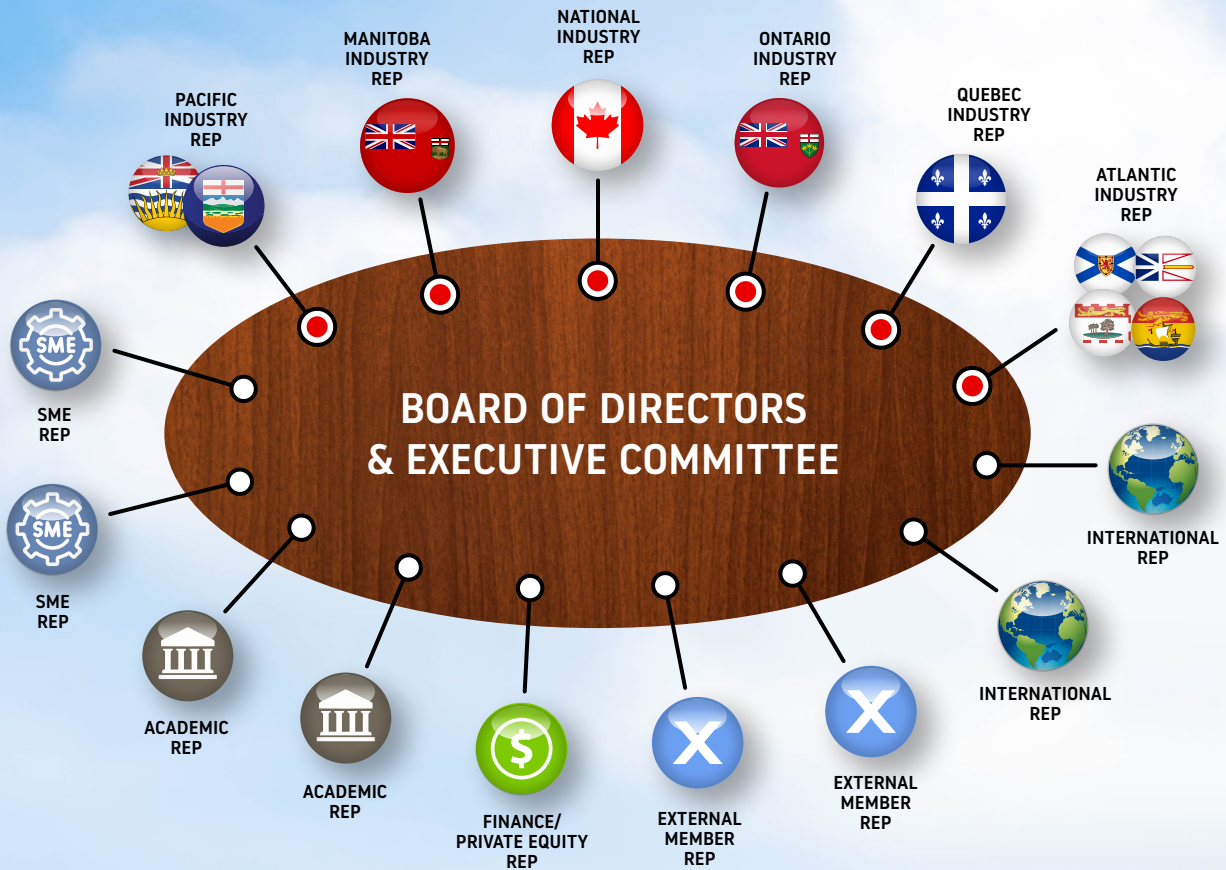 NATIONAL
INDUSTRY
REP
MANITOBA
INDUSTRY
REP
ONTARIO
INDUSTRY
REP
PACIFIC
INDUSTRY
REP
QUEBEC
INDUSTRY
REP
ATLANTIC
INDUSTRY
REP
SME
SME
REP
BOARD OF DIRECTORS
& EXECUTIVE COMMITTEE
INTERNATIONAL
REP
SME
SME
REP
INTERNATIONAL
REP
ACADEMIC
REP
ACADEMIC
REP
$
FINANCE/
PRIVATE EQUITY
REP
X
EXTERNAL
MEMBER
REP
X
EXTERNAL
MEMBER
REP